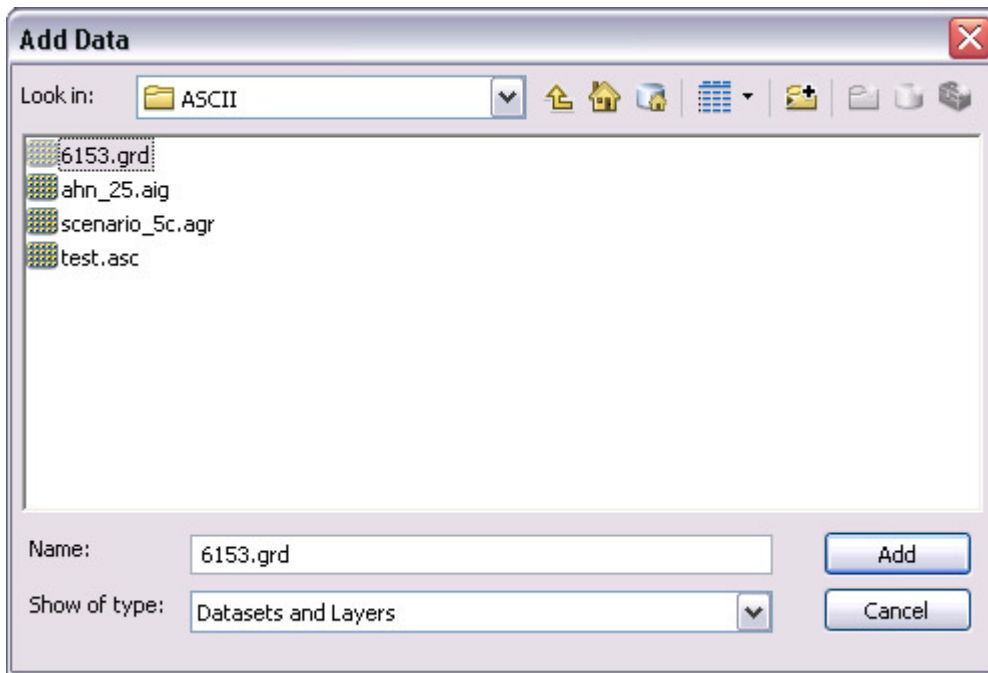 Add Data
Look in: ASCII
6153.grd
ahn_25.aig
scenario_5c.agr
test.asc
Name: 6153.grd Add
Show of type: Datasets and Layers Cancel